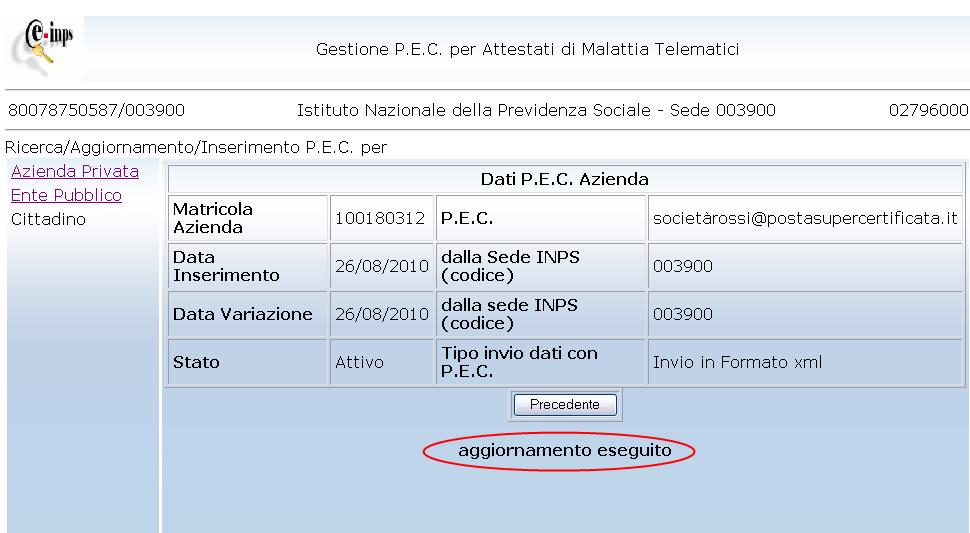 e-inps
Gestione P.E.C. per Attestati di Malattia Telematici
80078750587/003900 Istituto Nazionale della Previdenza Sociale - Sede 003900 02796000
Ricerca/Aggiornamento/Inserimento P.E.C. per
Azienda Privata
Ente Pubblico
Cittadino
Dati P.E.C. Azienda
Matricola
Azienda
100180312
P.E.C.
societàrossi@postasupercertificata.it
Data
Inserimento
26/08/2010
dalla Sede INPS
(codice)
003900
Data Variazione
26/08/2010
dalla sede INPS
(codice)
003900
Stato
Attivo
Tipo invio dati con
P.E.C.
Invio in Formato xml
Precedente
aggiornamento eseguito